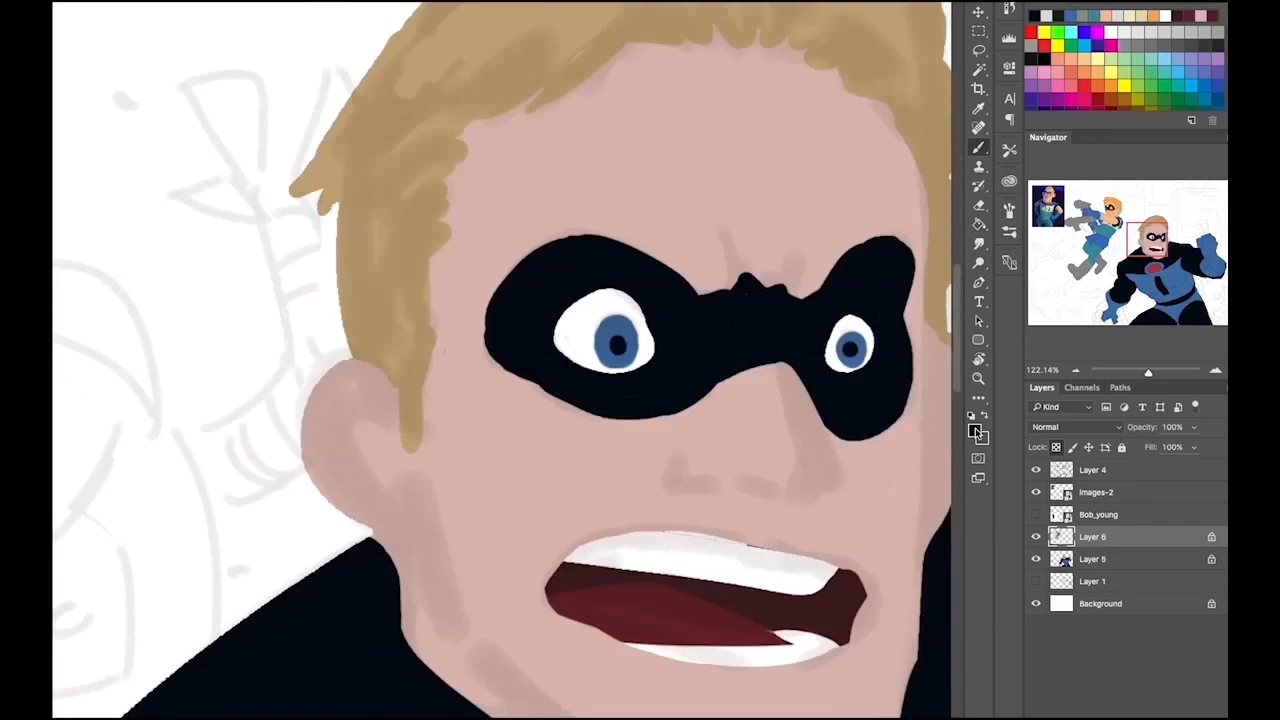 Navigator
122.14%
Layers Channels Paths
Kind
Normal Opacity: 100%
Lock: Fill: 100%
Layer 4
Images-2
Bob_young
Layer 6
Layer 5
Layer 1
Background